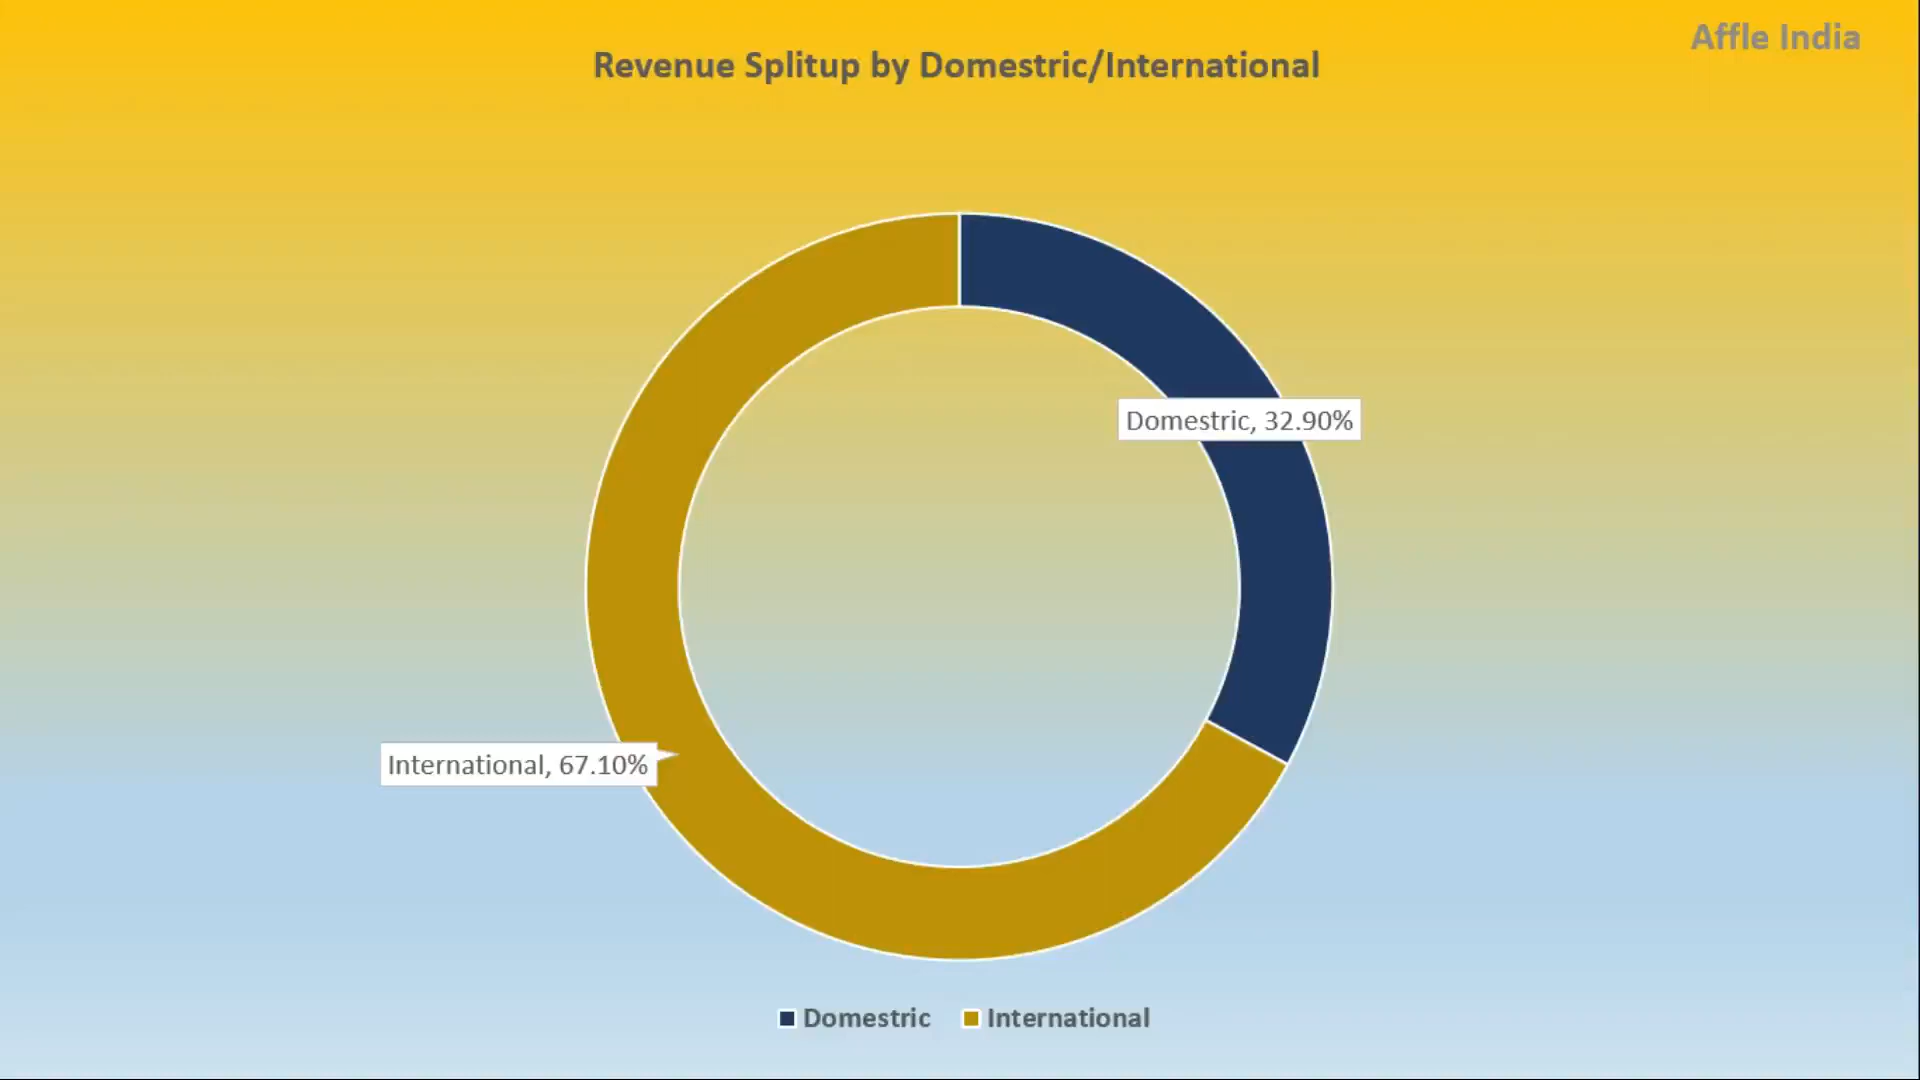 Affle India
Revenue Splitup by Domestric/International
Domestric, 32.90%
International, 67.10%
Domestric International